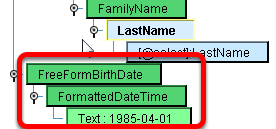 FamilyName
LastName
[@select]:LastName
FreeFormBirthDate
FormattedDateTime
Text : 1985-04-01